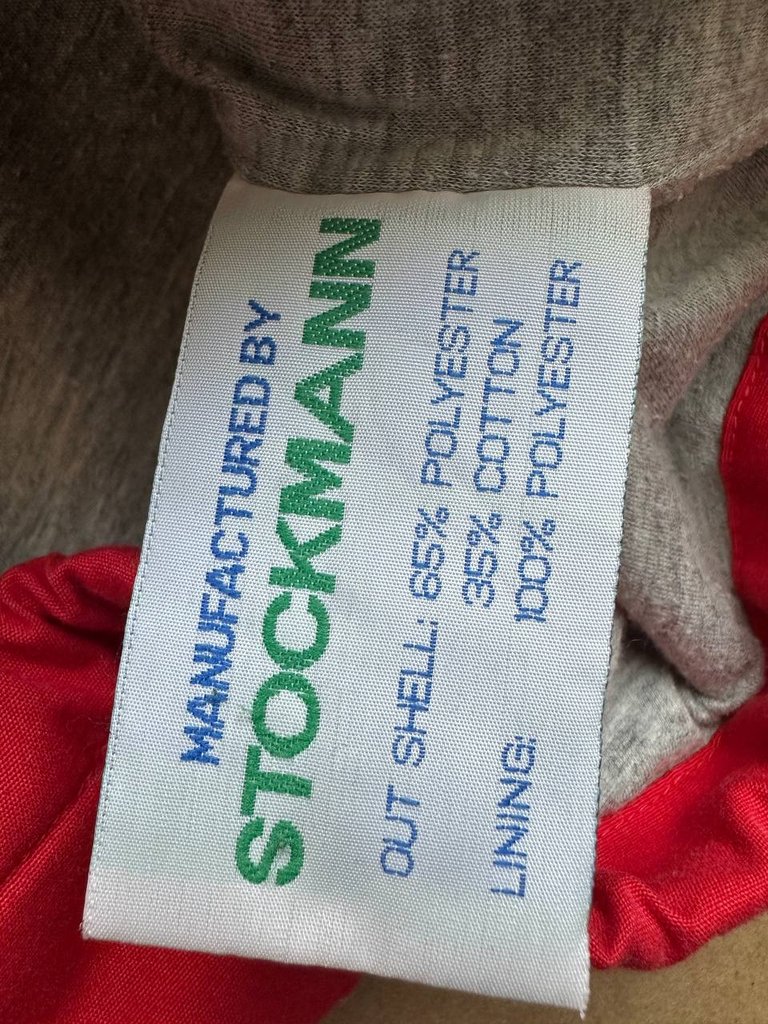 MANUFACTURED BY
STOCKMANN
OUT SHELL: 65% POLYESTER
35% COTTON
LINING: 100% POLYESTER